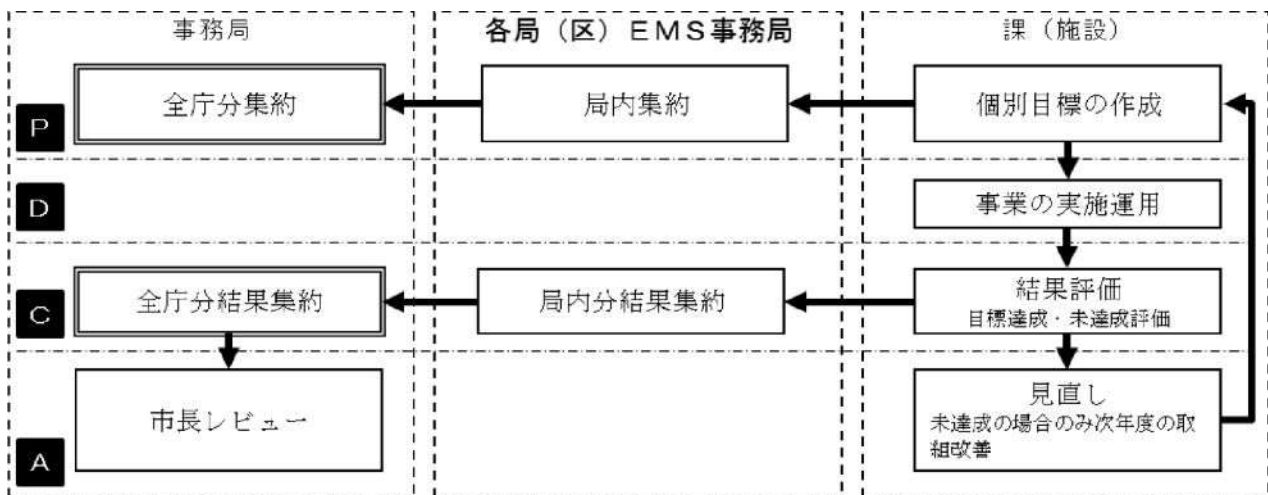 事務局
各局（区）ＥＭＳ事務局
課（施設）
P
全庁分集約
局内集約
個別目標の作成
D
事業の実施運用
C
全庁分結果集約
局内分結果集約
結果評価
目標達成・未達成評価
A
市長レビュー
見直し
未達成の場合のみ次年度の取
組改善